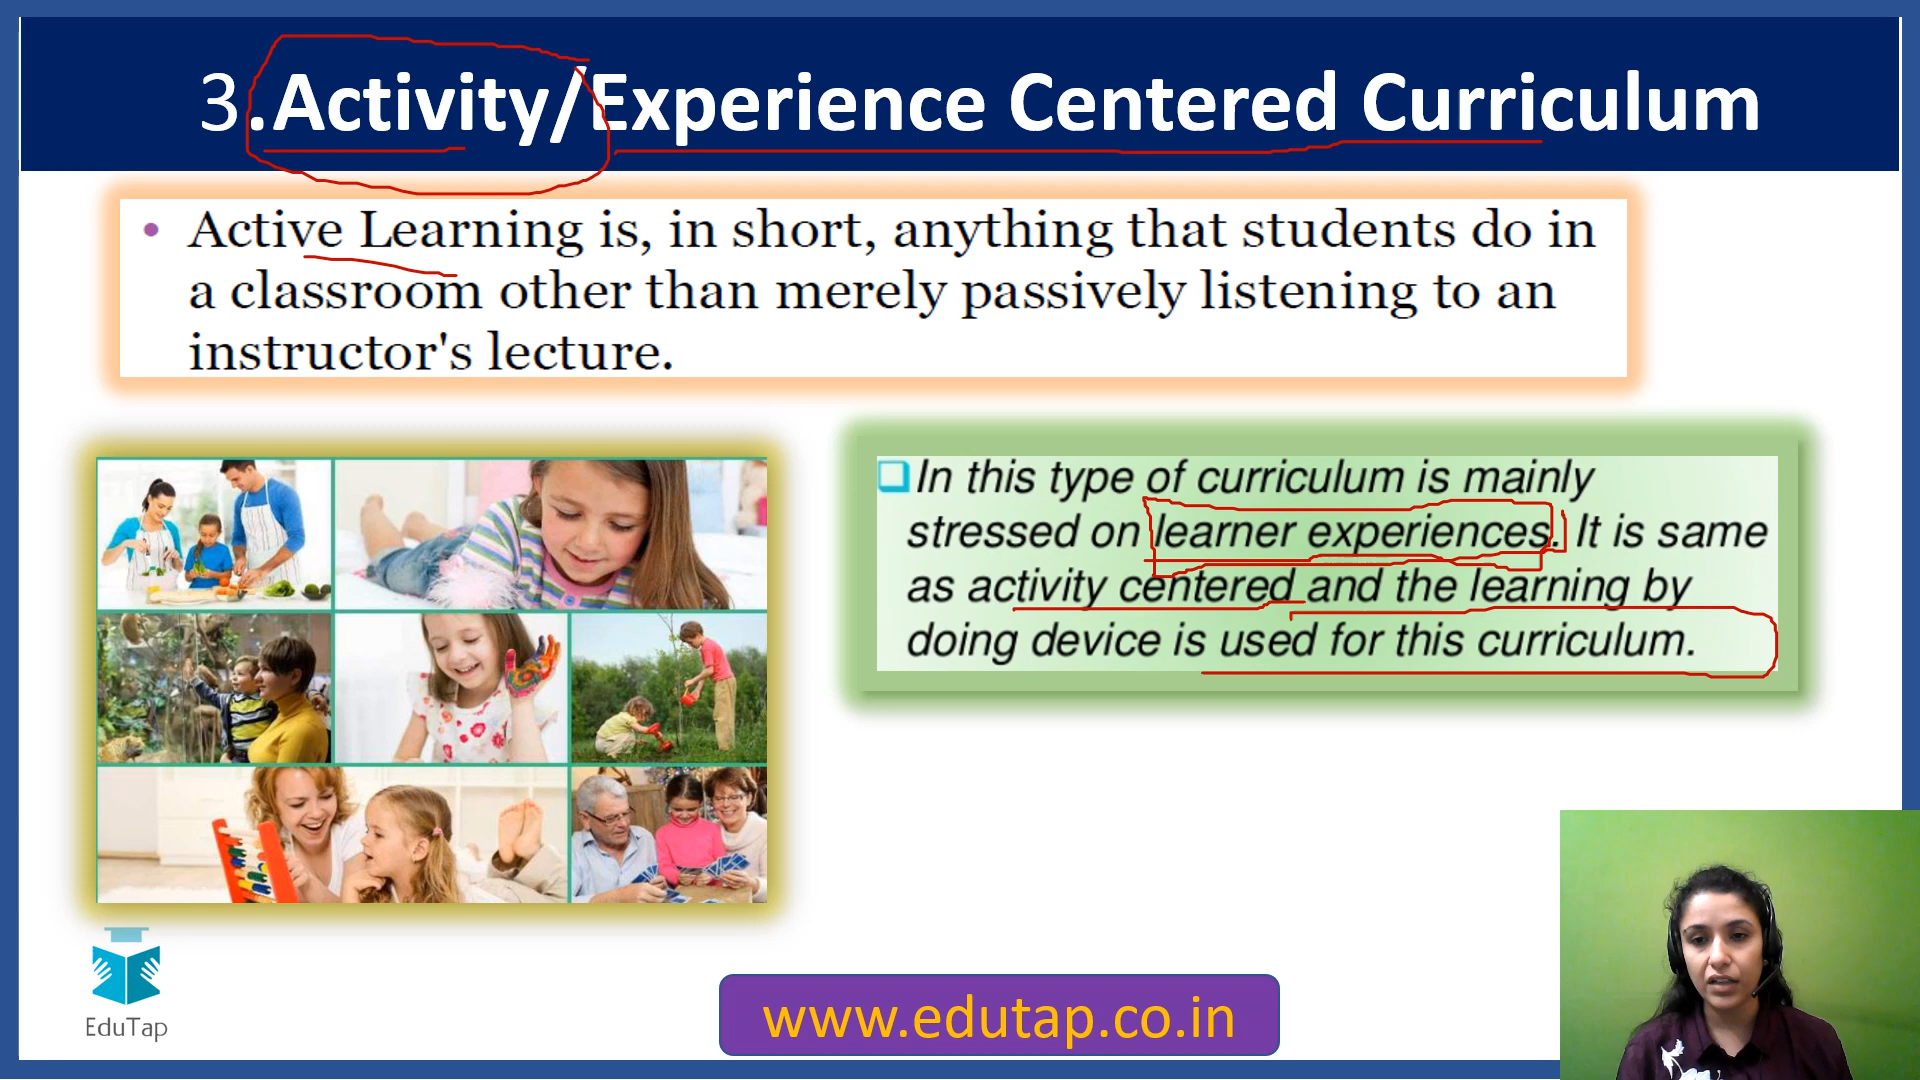 3.Activity/Experience Centered Curriculum
• Active Learning is, in short, anything that students do in
a classroom other than merely passively listening to an
instructor's lecture.
In this type of curriculum is mainly
stressed on learner experiences. It is same
as activity centered and the learning by
doing device is used for this curriculum.
EduTap
www.edutap.co.in